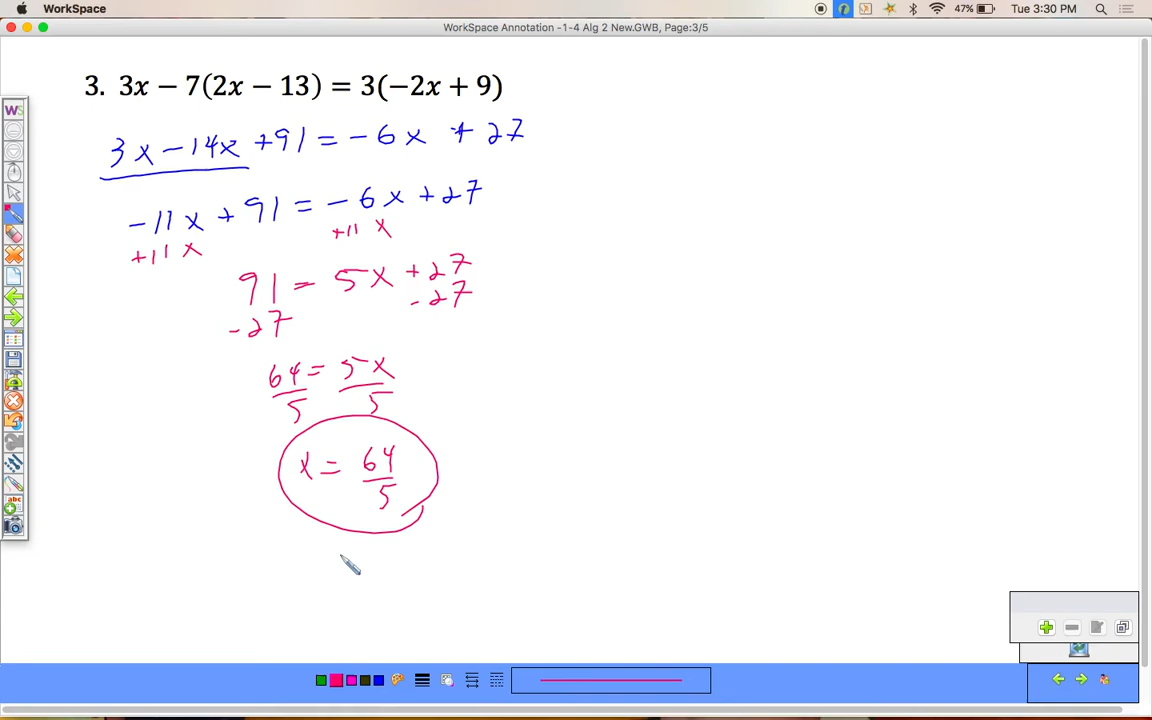 WorkSpace
47%
Tue 3:30 PM
WorkSpace Annotation -1-4 Alg 2 New.GWB, Page:3/5
3. 3x − 7(2x − 13) = 3(−2x + 9)
3x − 14x + 91 = −6x + 27
−11x + 91 = −6x + 27
+11x +11x
91 = 5x + 27
−27 −27
64/5 = 5x/5
x = 64/5
WS
abc